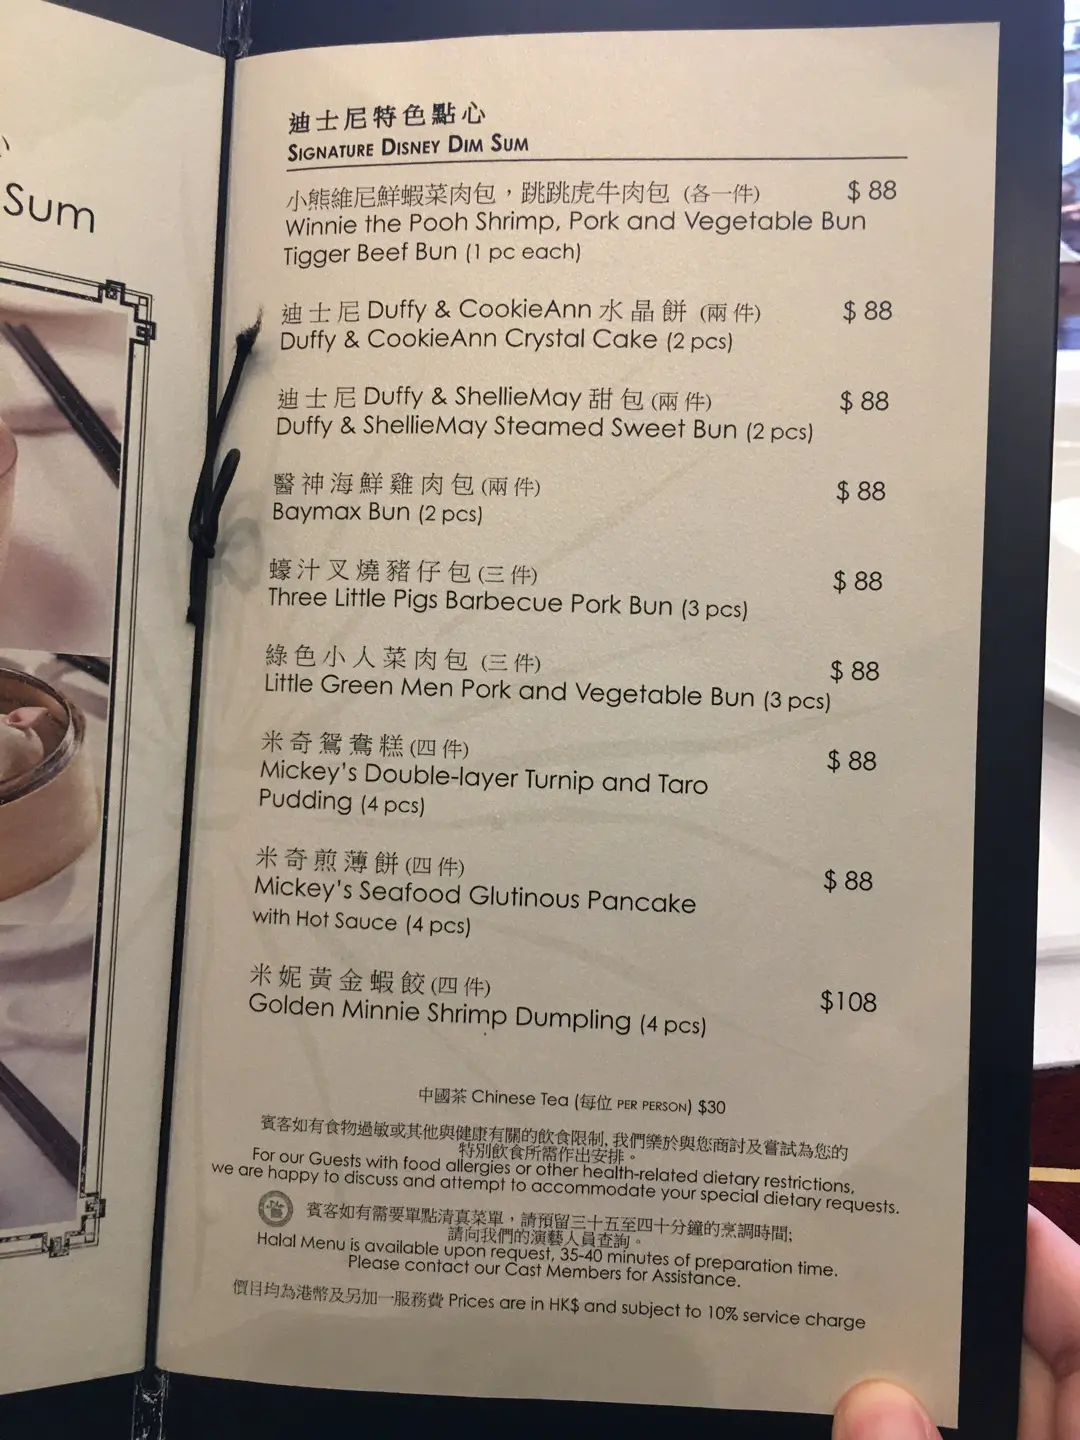 Sum
迪士尼特色點心
SIGNATURE DISNEY DIM SUM
小熊維尼鮮蝦菜肉包，跳跳虎牛肉包 (各一件) $ 88
Winnie the Pooh Shrimp, Pork and Vegetable Bun
Tigger Beef Bun (1 pc each)
迪士尼 Duffy & CookieAnn 水晶餅 (兩件) $ 88
Duffy & CookieAnn Crystal Cake (2 pcs)
迪士尼 Duffy & ShellieMay 甜包 (兩件) $ 88
Duffy & ShellieMay Steamed Sweet Bun (2 pcs)
醫神海鮮雞肉包 (兩件) $ 88
Baymax Bun (2 pcs)
蠔汁叉燒豬仔包 (三件) $ 88
Three Little Pigs Barbecue Pork Bun (3 pcs)
綠色小人菜肉包 (三件) $ 88
Little Green Men Pork and Vegetable Bun (3 pcs)
米奇鴛鴦糕 (四件) $ 88
Mickey's Double-layer Turnip and Taro
Pudding (4 pcs)
米奇煎薄餅 (四件) $ 88
Mickey's Seafood Glutinous Pancake
with Hot Sauce (4 pcs)
米妮黃金蝦餃 (四件) $108
Golden Minnie Shrimp Dumpling (4 pcs)
中國茶 Chinese Tea (每位 PER PERSON) $30
賓客如有食物過敏或其他與健康有關的飲食限制, 我們樂於與您商討及嘗試為您的
特別飲食所需作出安排。
For our Guests with food allergies or other health-related dietary restrictions,
we are happy to discuss and attempt to accommodate your special dietary requests.
賓客如有需要單點清真菜單，請預留三十五至四十分鐘的烹調時間;
請向我們的演藝人員查詢。
Halal Menu is available upon request, 35-40 minutes of preparation time.
Please contact our Cast Members for Assistance.
價目均為港幣及另加一服務費 Prices are in HK$ and subject to 10% service charge